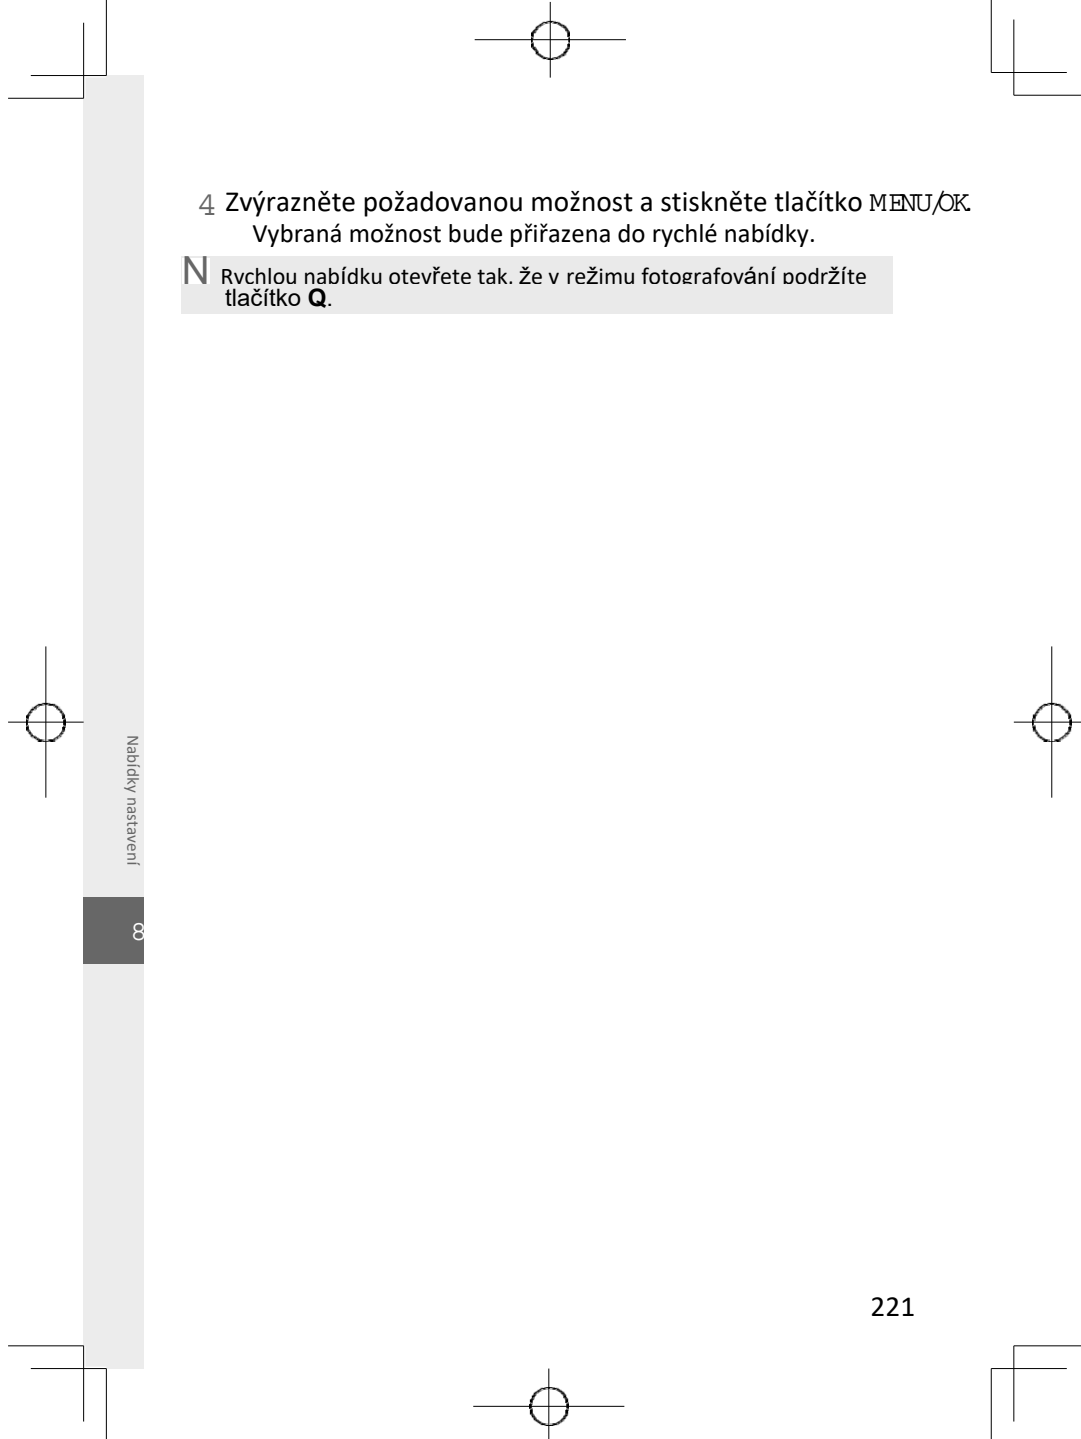 4 Zvýrazněte požadovanou možnost a stiskněte tlačítko MENU/OK.
Vybraná možnost bude přiřazena do rychlé nabídky.
N Rychlou nabídku otevřete tak, že v režimu fotografování podržíte
tlačítko Q.
Nabídky nastavení
8
221